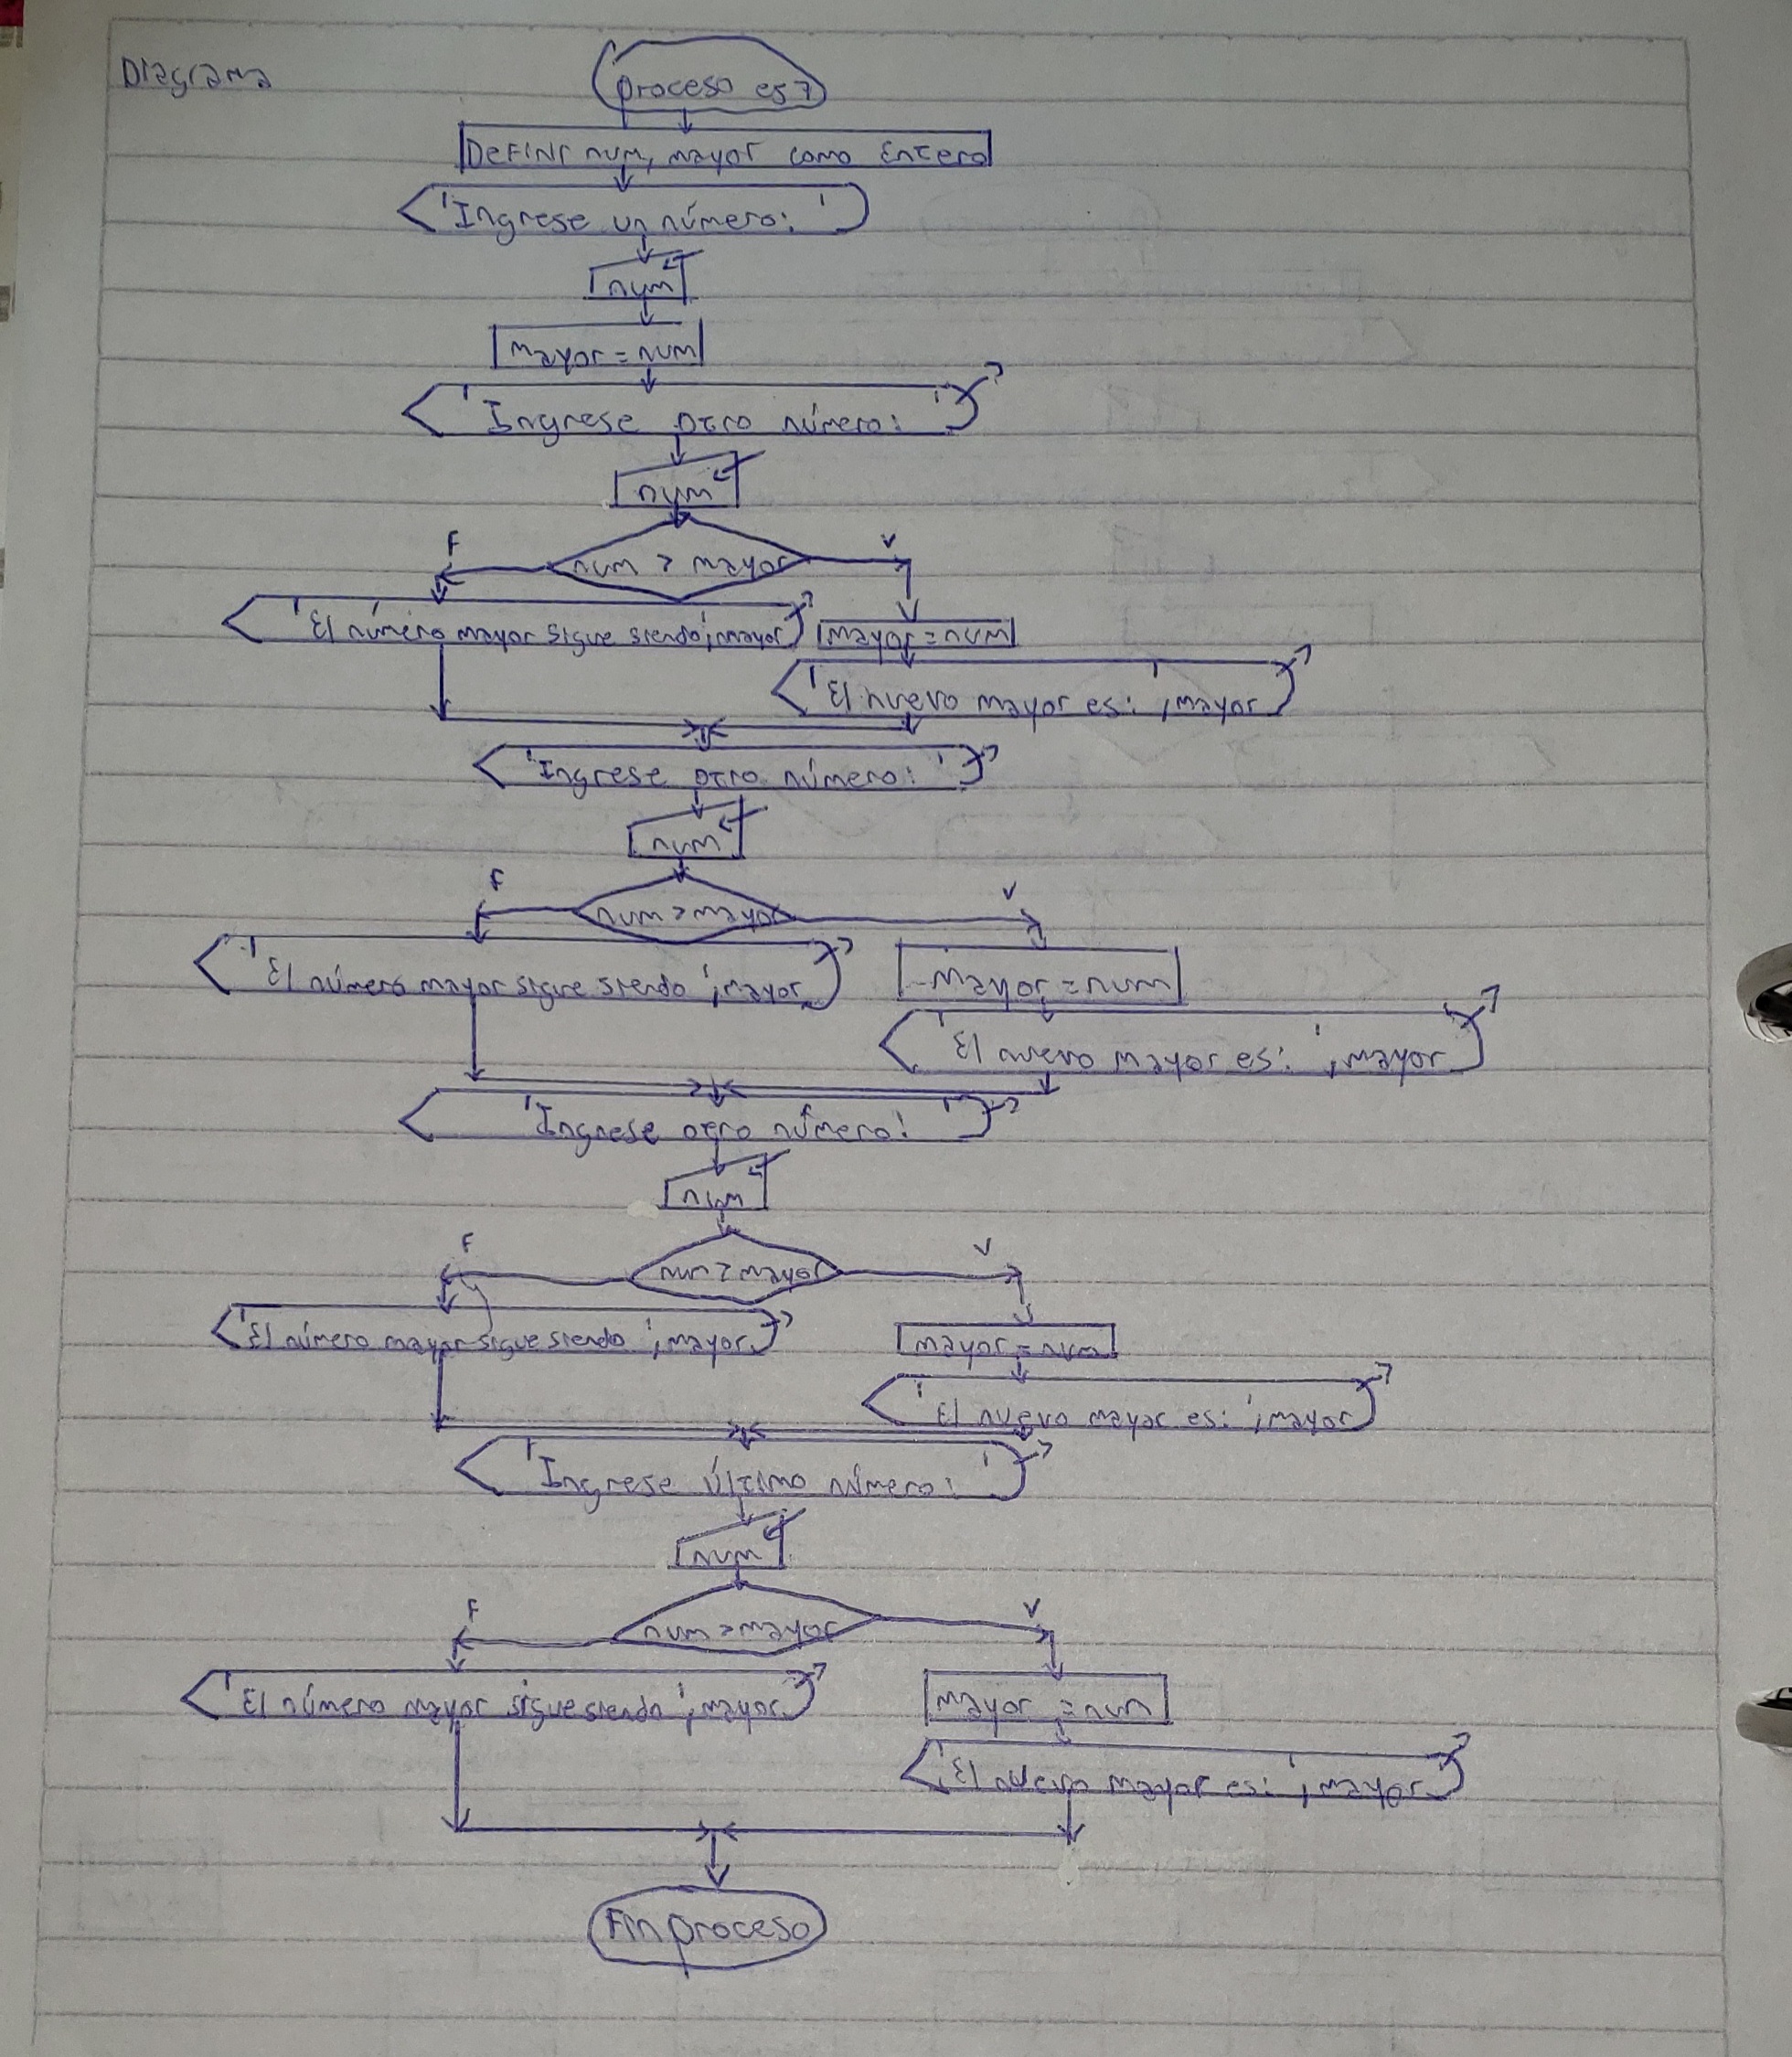 Diagrama
proceso es7
Definir num, mayor como Entero
'Ingrese un número: '
num
mayor = num
'Ingrese otro número: '
num
num > mayor
F
V
'El número mayor sigue siendo', mayor
mayor = num
'El nuevo mayor es: ', mayor
'Ingrese otro número: '
num
F
V
num > mayor
'El número mayor sigue siendo ', mayor
Mayor = num
'El nuevo mayor es: ', mayor
'Ingrese otro número: '
num
F
V
num > mayor
'El número mayor sigue siendo ', mayor
mayor = num
'El nuevo mayor es: ', mayor
'Ingrese último número: '
num
F
V
num > mayor
'El número mayor sigue siendo ', mayor
mayor = num
'El nuevo mayor es: ', mayor
Fin proceso